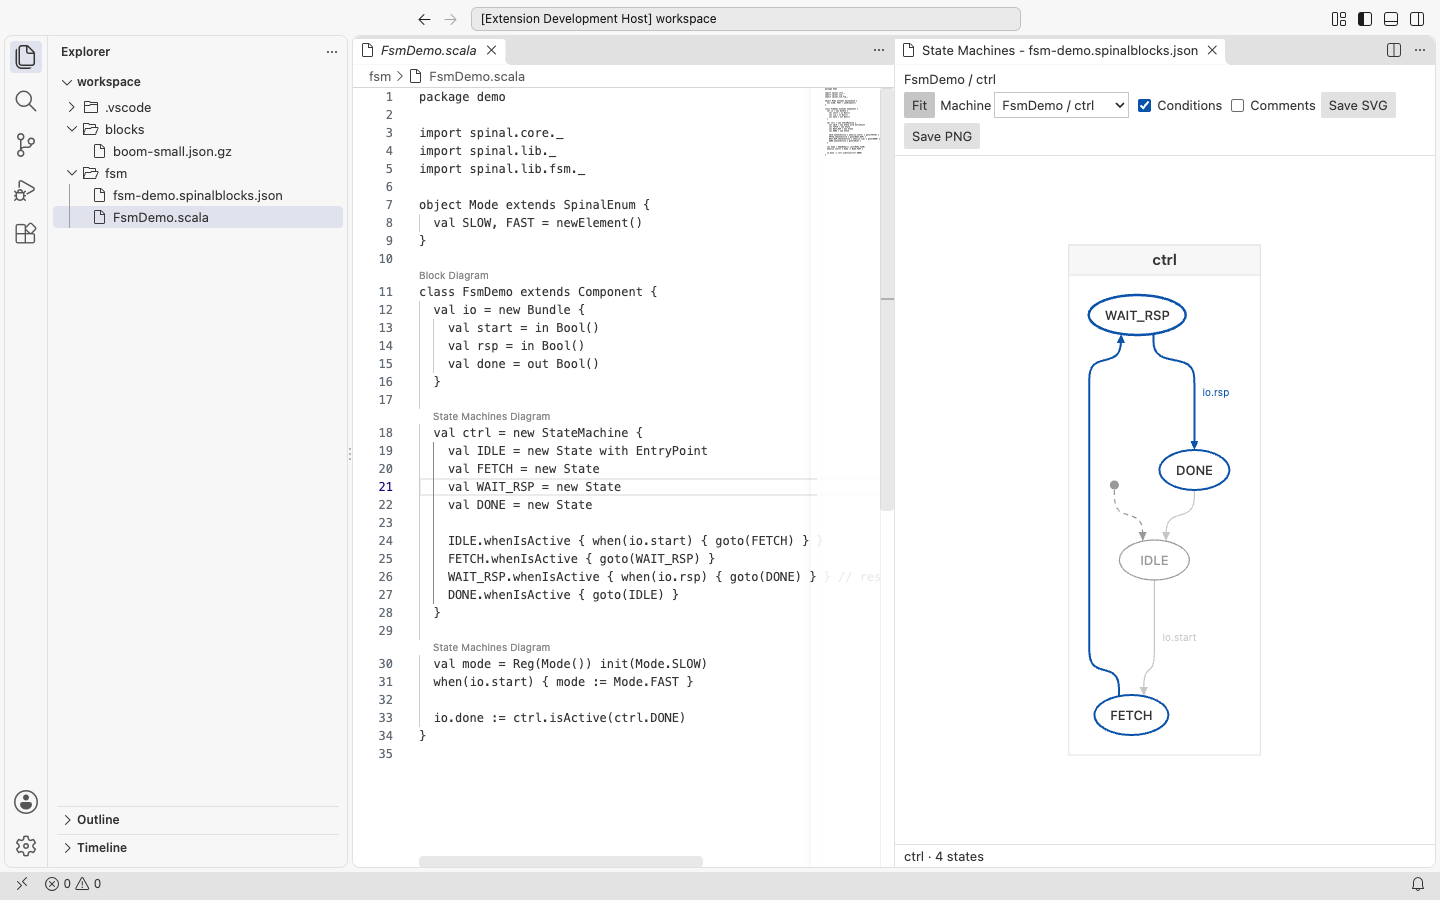 [Extension Development Host] workspace
Explorer
workspace
.vscode
blocks
boom-small.json.gz
fsm
fsm-demo.spinalblocks.json
FsmDemo.scala
Outline
Timeline
FsmDemo.scala
fsm > FsmDemo.scala
1 package demo
2
3 import spinal.core._
4 import spinal.lib._
5 import spinal.lib.fsm._
6
7 object Mode extends SpinalEnum {
8 val SLOW, FAST = newElement()
9 }
10
Block Diagram
11 class FsmDemo extends Component {
12 val io = new Bundle {
13 val start = in Bool()
14 val rsp = in Bool()
15 val done = out Bool()
16 }
17
State Machines Diagram
18 val ctrl = new StateMachine {
19 val IDLE = new State with EntryPoint
20 val FETCH = new State
21 val WAIT_RSP = new State
22 val DONE = new State
23
24 IDLE.whenIsActive { when(io.start) { goto(FETCH) } }
25 FETCH.whenIsActive { goto(WAIT_RSP) }
26 WAIT_RSP.whenIsActive { when(io.rsp) { goto(DONE) } } // res
27 DONE.whenIsActive { goto(IDLE) }
28 }
29
State Machines Diagram
30 val mode = Reg(Mode()) init(Mode.SLOW)
31 when(io.start) { mode := Mode.FAST }
32
33 io.done := ctrl.isActive(ctrl.DONE)
34 }
35
State Machines - fsm-demo.spinalblocks.json
FsmDemo / ctrl
Fit Machine FsmDemo / ctrl Conditions Comments Save SVG
Save PNG
ctrl
WAIT_RSP
io.rsp
DONE
IDLE
io.start
FETCH
ctrl · 4 states
0 0